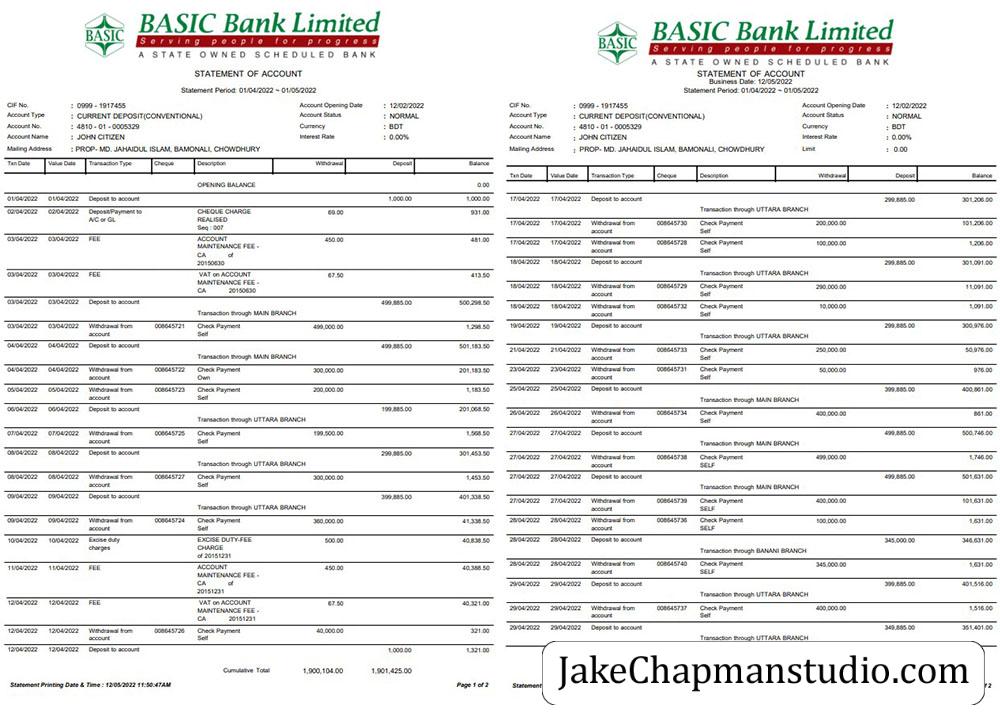 BASIC Bank Limited
Serving people for progress
A STATE OWNED SCHEDULED BANK
BASIC
STATEMENT OF ACCOUNT
Statement Period: 01/04/2022 ~ 01/05/2022
CIF No. : 0999 - 1917455 Account Opening Date : 12/02/2022
Account Type : CURRENT DEPOSIT(CONVENTIONAL) Account Status : NORMAL
Account No. : 4810 - 01 - 0005329 Currency : BDT
Account Name : JOHN CITIZEN Interest Rate : 0.00%
Mailing Address : PROP- MD. JAHAIDUL ISLAM, BAMONALI, CHOWDHURY
Txn Date Value Date Transaction Type Cheque Description Withdrawal Deposit Balance
OPENING BALANCE 0.00
01/04/2022 01/04/2022 Deposit to account 1,000.00 1,000.00
02/04/2022 02/04/2022 Deposit/Payment to CHEQUE CHARGE 69.00 931.00
A/C or GL REALISED
Seq : 007
03/04/2022 03/04/2022 FEE ACCOUNT 450.00 481.00
MAINTENANCE FEE -
CA of
20150630
03/04/2022 03/04/2022 FEE VAT on ACCOUNT 67.50 413.50
MAINTENANCE FEE -
CA 20150630
03/04/2022 03/04/2022 Deposit to account 499,885.00 500,298.50
Transaction through MAIN BRANCH
03/04/2022 03/04/2022 Withdrawal from 008645721 Check Payment 499,000.00 1,298.50
account Self
04/04/2022 04/04/2022 Deposit to account 499,885.00 501,183.50
Transaction through MAIN BRANCH
04/04/2022 04/04/2022 Withdrawal from 008645722 Check Payment 300,000.00 201,183.50
account Own
05/04/2022 05/04/2022 Withdrawal from 008645723 Check Payment 200,000.00 1,183.50
account Self
06/04/2022 06/04/2022 Deposit to account 199,885.00 201,068.50
Transaction through UTTARA BRANCH
07/04/2022 07/04/2022 Withdrawal from 008645725 Check Payment 199,500.00 1,568.50
account Self
08/04/2022 08/04/2022 Deposit to account 299,885.00 301,453.50
Transaction through UTTARA BRANCH
08/04/2022 08/04/2022 Withdrawal from 008645727 Check Payment 300,000.00 1,453.50
account Self
09/04/2022 09/04/2022 Deposit to account 399,885.00 401,338.50
Transaction through UTTARA BRANCH
09/04/2022 09/04/2022 Withdrawal from 008645724 Check Payment 360,000.00 41,338.50
account Self
10/04/2022 10/04/2022 Excise duty EXCISE DUTY-FEE 500.00 40,838.50
charges CHARGE
of 20151231
11/04/2022 11/04/2022 FEE ACCOUNT 450.00 40,388.50
MAINTENANCE FEE -
CA of
20151231
12/04/2022 12/04/2022 FEE VAT on ACCOUNT 67.50 40,321.00
MAINTENANCE FEE -
CA 20151231
12/04/2022 12/04/2022 Withdrawal from 008645726 Check Payment 40,000.00 321.00
account Self
12/04/2022 12/04/2022 Deposit to account 1,000.00 1,321.00
Cumulative Total 1,900,104.00 1,901,425.00
Statement Printing Date & Time : 12/05/2022 11:50:47AM Page 1 of 2
BASIC Bank Limited
Serving people for progress
A STATE OWNED SCHEDULED BANK
BASIC
STATEMENT OF ACCOUNT
Business Date: 12/05/2022
Statement Period: 01/04/2022 ~ 01/05/2022
CIF No. : 0999 - 1917455 Account Opening Date : 12/02/2022
Account Type : CURRENT DEPOSIT(CONVENTIONAL) Account Status : NORMAL
Account No. : 4810 - 01 - 0005329 Currency : BDT
Account Name : JOHN CITIZEN Interest Rate : 0.00%
Mailing Address : PROP- MD. JAHAIDUL ISLAM, BAMONALI, CHOWDHURY Limit : 0.00
Txn Date Value Date Transaction Type Cheque Description Withdrawal Deposit Balance
17/04/2022 17/04/2022 Deposit to account 299,885.00 301,206.00
Transaction through UTTARA BRANCH
17/04/2022 17/04/2022 Withdrawal from 008645730 Check Payment 200,000.00 101,206.00
account Self
17/04/2022 17/04/2022 Withdrawal from 008645728 Check Payment 100,000.00 1,206.00
account Self
18/04/2022 18/04/2022 Deposit to account 299,885.00 301,091.00
Transaction through UTTARA BRANCH
18/04/2022 18/04/2022 Withdrawal from 008645729 Check Payment 290,000.00 11,091.00
account Self
18/04/2022 18/04/2022 Withdrawal from 008645732 Check Payment 10,000.00 1,091.00
account Self
19/04/2022 19/04/2022 Deposit to account 299,885.00 300,976.00
Transaction through UTTARA BRANCH
21/04/2022 21/04/2022 Withdrawal from 008645733 Check Payment 250,000.00 50,976.00
account Self
23/04/2022 23/04/2022 Withdrawal from 008645731 Check Payment 50,000.00 976.00
account Self
25/04/2022 25/04/2022 Deposit to account 399,885.00 400,861.00
Transaction through MAIN BRANCH
26/04/2022 26/04/2022 Withdrawal from 008645734 Check Payment 400,000.00 861.00
account Self
27/04/2022 27/04/2022 Deposit to account 499,885.00 500,746.00
Transaction through MAIN BRANCH
27/04/2022 27/04/2022 Withdrawal from 008645738 Check Payment 499,000.00 1,746.00
account SELF
27/04/2022 27/04/2022 Deposit to account 499,885.00 501,631.00
Transaction through MAIN BRANCH
27/04/2022 27/04/2022 Withdrawal from 008645739 Check Payment 400,000.00 101,631.00
account SELF
28/04/2022 28/04/2022 Withdrawal from 008645736 Check Payment 100,000.00 1,631.00
account SELF
28/04/2022 28/04/2022 Deposit to account 345,000.00 346,631.00
Transaction through BANANI BRANCH
28/04/2022 28/04/2022 Withdrawal from 008645740 Check Payment 345,000.00 1,631.00
account SELF
29/04/2022 29/04/2022 Deposit to account 399,885.00 401,516.00
Transaction through UTTARA BRANCH
29/04/2022 29/04/2022 Withdrawal from 008645737 Check Payment 400,000.00 1,516.00
account Self
29/04/2022 29/04/2022 Deposit to account 349,885.00 351,401.00
Transaction through UTTARA BRANCH
Statement
JakeChapmanstudio.com